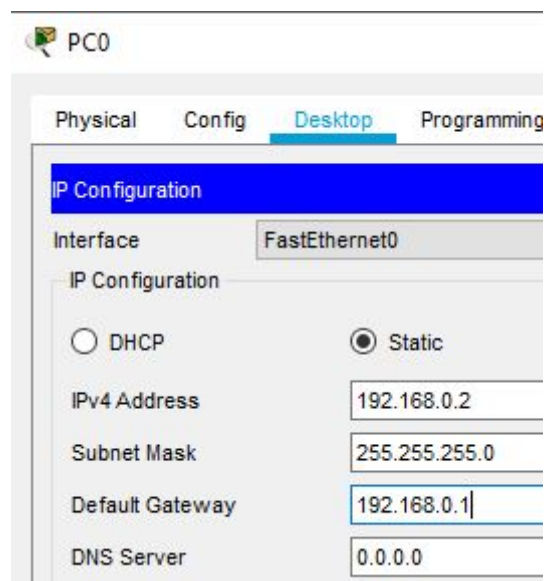 PC0
Physical Config Desktop Programming
IP Configuration
Interface FastEthernet0
IP Configuration
DHCP Static
IPv4 Address 192.168.0.2
Subnet Mask 255.255.255.0
Default Gateway 192.168.0.1
DNS Server 0.0.0.0